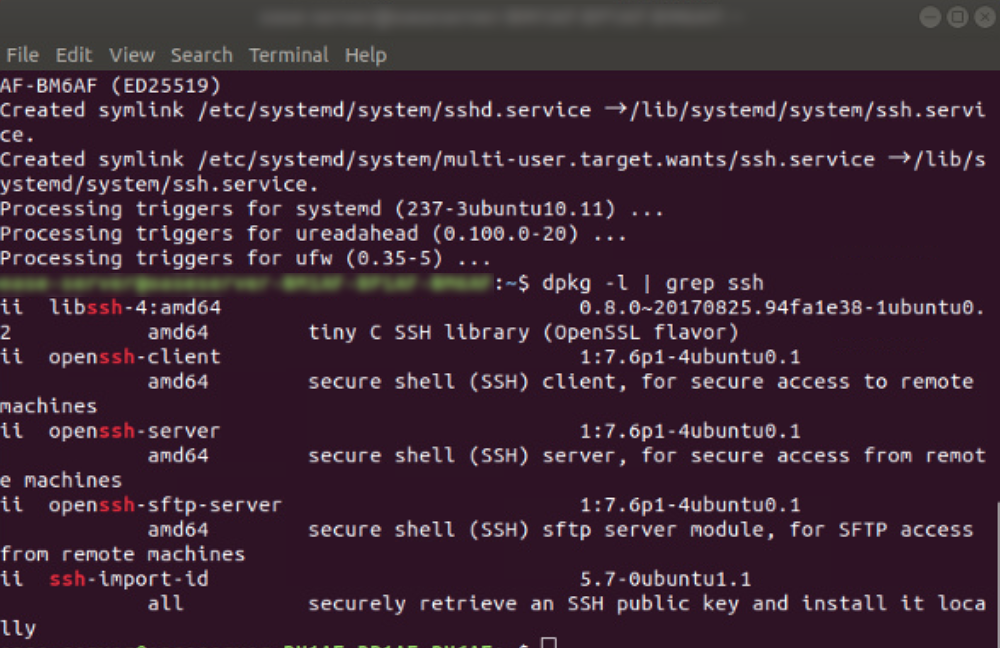 File Edit View Search Terminal Help
AF-BM6AF (ED25519)
Created symlink /etc/systemd/system/sshd.service →/lib/systemd/system/ssh.servi
ce.
Created symlink /etc/systemd/system/multi-user.target.wants/ssh.service →/lib/s
ystemd/system/ssh.service.
Processing triggers for systemd (237-3ubuntu10.11) ...
Processing triggers for ureadahead (0.100.0-20) ...
Processing triggers for ufw (0.35-5) ...
:~$ dpkg -l | grep ssh
ii libssh-4:amd64 0.8.0~20170825.94fa1e38-1ubuntu0.
2 amd64 tiny C SSH library (OpenSSL flavor)
ii openssh-client 1:7.6p1-4ubuntu0.1
amd64 secure shell (SSH) client, for secure access to remote
machines
ii openssh-server 1:7.6p1-4ubuntu0.1
amd64 secure shell (SSH) server, for secure access from remot
e machines
ii openssh-sftp-server 1:7.6p1-4ubuntu0.1
amd64 secure shell (SSH) sftp server module, for SFTP access
from remote machines
ii ssh-import-id 5.7-0ubuntu1.1
all securely retrieve an SSH public key and install it loca
lly